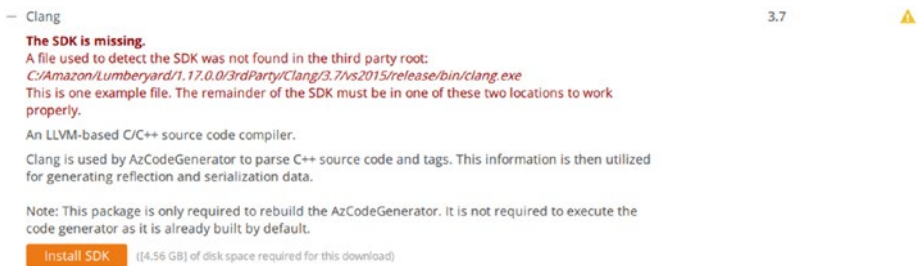 — Clang 3.7
The SDK is missing.
A file used to detect the SDK was not found in the third party root:
C:/Amazon/Lumberyard/1.17.0.0/3rdParty/Clang/3.7/vs2015/release/bin/clang.exe
This is one example file. The remainder of the SDK must be in one of these two locations to work
properly.
An LLVM-based C/C++ source code compiler.
Clang is used by AzCodeGenerator to parse C++ source code and tags. This information is then utilized
for generating reflection and serialization data.
Note: This package is only required to rebuild the AzCodeGenerator. It is not required to execute the
code generator as it is already built by default.
Install SDK ([4.56 GB] of disk space required for this download)